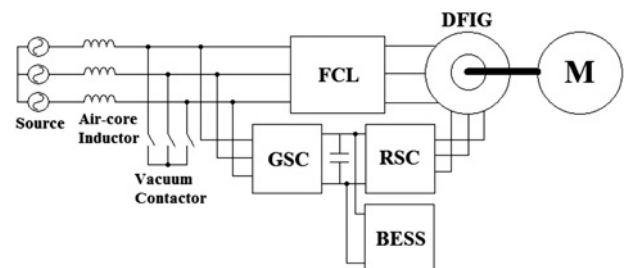 DFIG
FCL
M
Source
Air-core
Inductor
Vacuum
Contactor
GSC
RSC
BESS